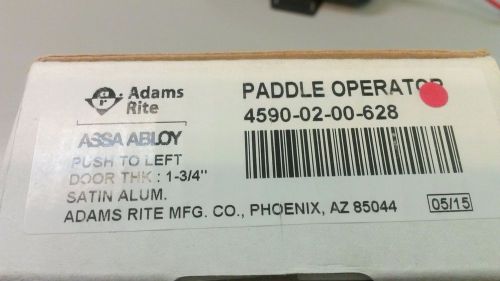 Adams
Rite
ASSA ABLOY
PUSH TO LEFT
DOOR THK : 1-3/4"
SATIN ALUM.
ADAMS RITE MFG. CO., PHOENIX, AZ 85044
PADDLE OPERATOR
4590-02-00-628
05/15